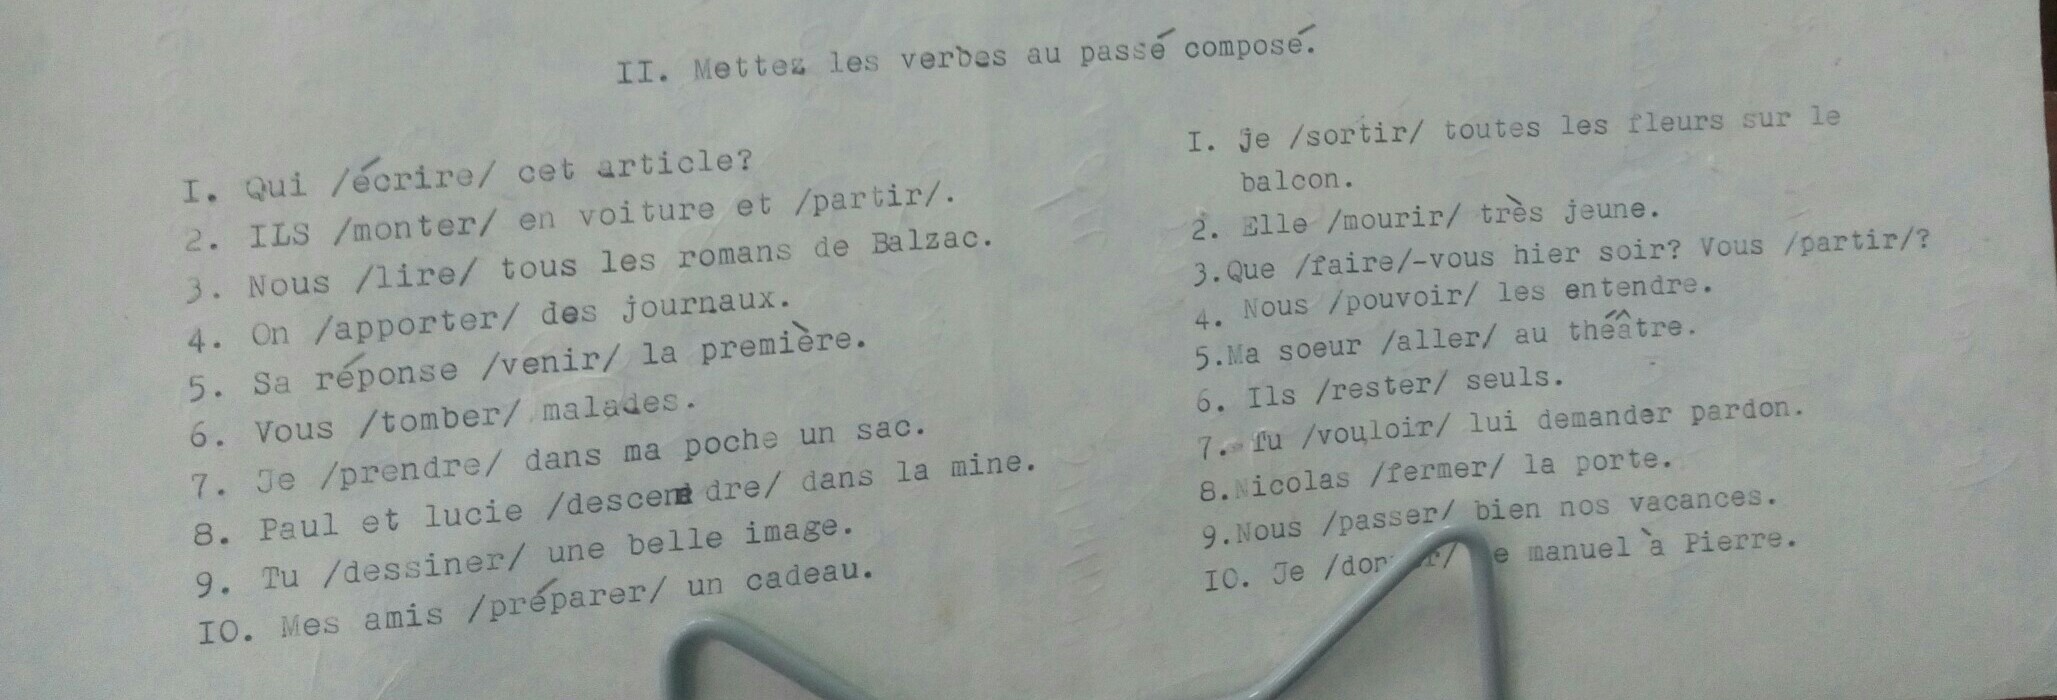 II. Mettez les verbes au passé composé.
I. Qui /écrire/ cet article?
2. ILS /monter/ en voiture et /partir/.
3. Nous /lire/ tous les romans de Balzac.
4. On /apporter/ des journaux.
5. Sa réponse /venir/ la première.
6. Vous /tomber/ malades.
7. Je /prendre/ dans ma poche un sac.
8. Paul et lucie /descendre/ dans la mine.
9. Tu /dessiner/ une belle image.
IO. Mes amis /préparer/ un cadeau.
I. je /sortir/ toutes les fleurs sur le
balcon.
2. Elle /mourir/ très jeune.
3.Que /faire/-vous hier soir? Vous /partir/?
4. Nous /pouvoir/ les entendre.
5.Ma soeur /aller/ au théâtre.
6. Ils /rester/ seuls.
7. Tu /vouloir/ lui demander pardon.
8.Nicolas /fermer/ la porte.
9.Nous /passer/ bien nos vacances.
IO. Je manuel à Pierre.